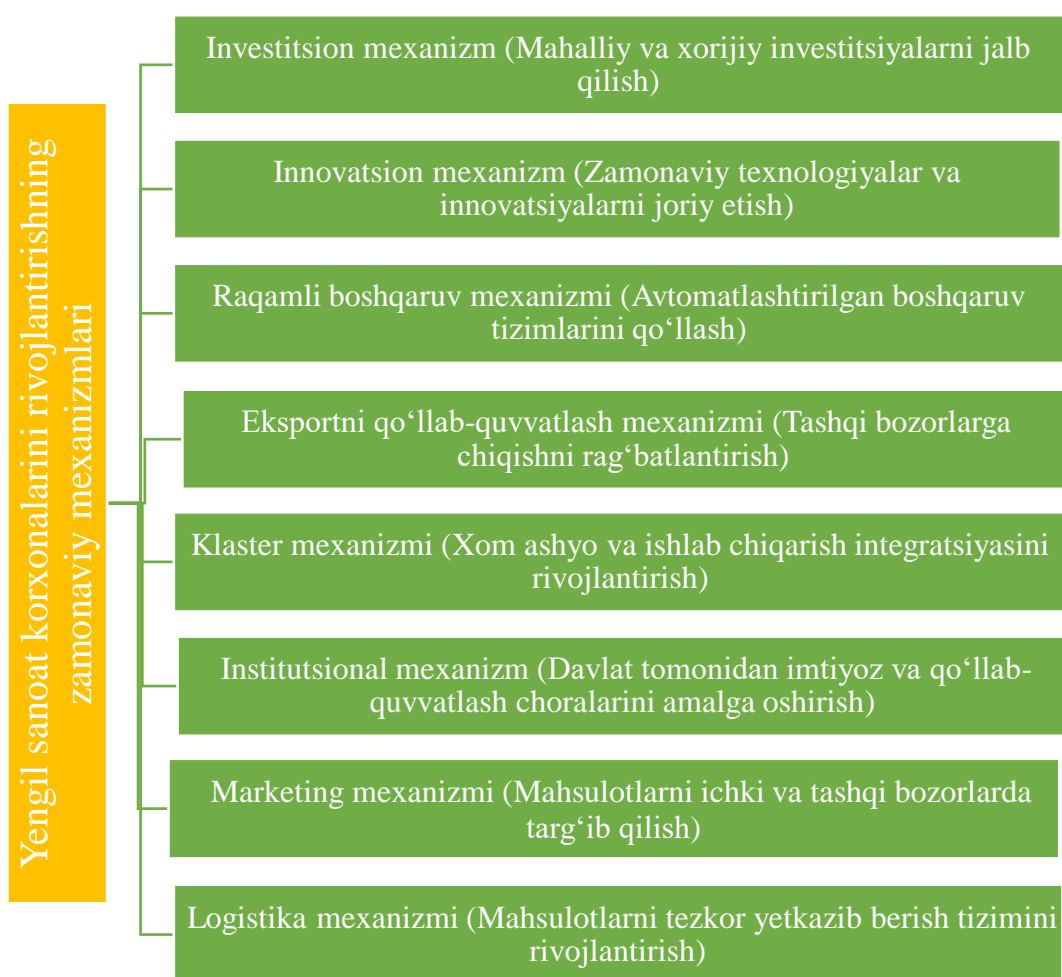 Yengil sanoat korxonalarini rivojlantirishning
zamonaviy mexanizmlari
Investitsion mexanizm (Mahalliy va xorijiy investitsiyalarni jalb
qilish)
Innovatsion mexanizm (Zamonaviy texnologiyalar va
innovatsiyalarni joriy etish)
Raqamli boshqaruv mexanizmi (Avtomatlashtirilgan boshqaruv
tizimlarini qo‘llash)
Eksportni qo‘llab-quvvatlash mexanizmi (Tashqi bozorlarga
chiqishni rag‘batlantirish)
Klaster mexanizmi (Xom ashyo va ishlab chiqarish integratsiyasini
rivojlantirish)
Institutsional mexanizm (Davlat tomonidan imtiyoz va qo‘llab-
quvvatlash choralarini amalga oshirish)
Marketing mexanizmi (Mahsulotlarni ichki va tashqi bozorlarda
targ‘ib qilish)
Logistika mexanizmi (Mahsulotlarni tezkor yetkazib berish tizimini
rivojlantirish)